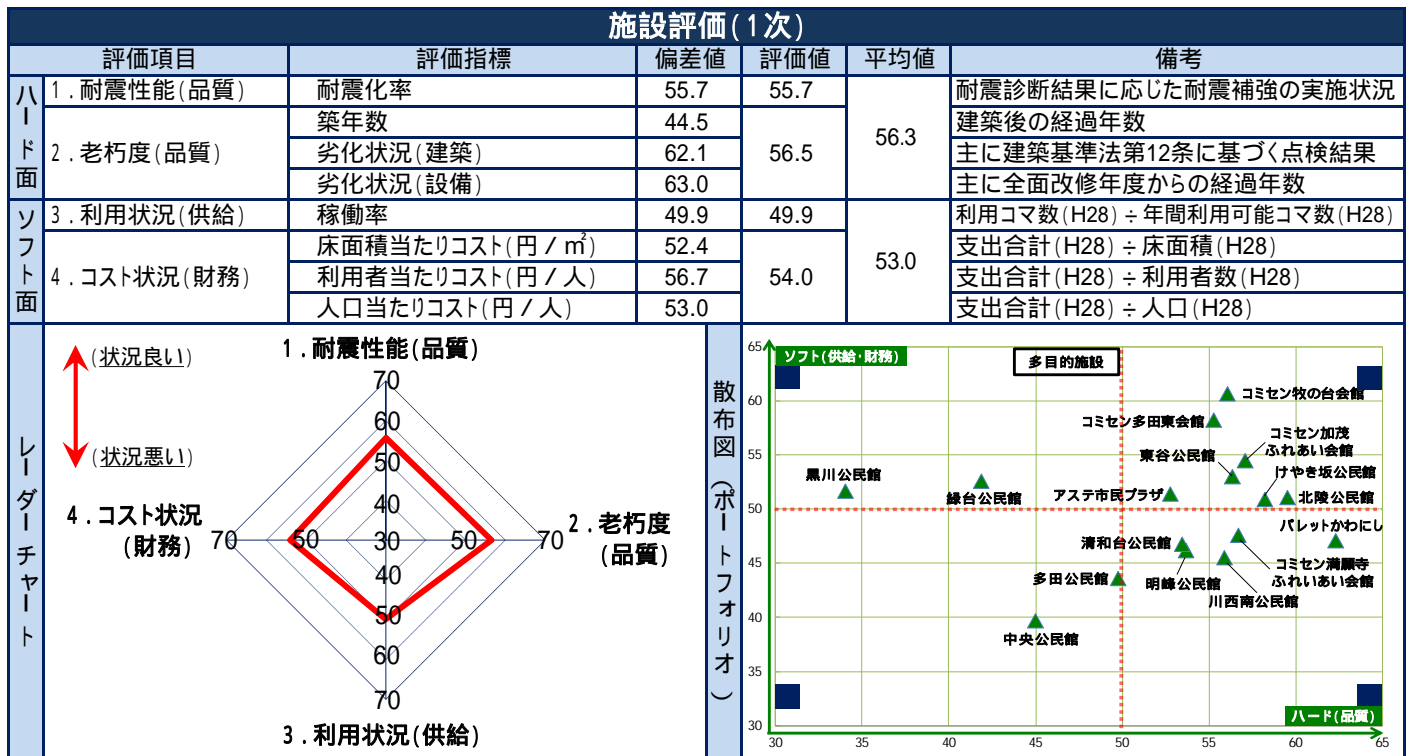 施設評価(1次)
評価項目 評価指標 偏差値 評価値 平均値 備考
ハード面
1.耐震性能(品質) 耐震化率 55.7 55.7 56.3 耐震診断結果に応じた耐震補強の実施状況
2.老朽度(品質) 築年数 44.5 56.5 建築後の経過年数
劣化状況(建築) 62.1 主に建築基準法第12条に基づく点検結果
劣化状況(設備) 63.0 主に全面改修年度からの経過年数
ソフト面
3.利用状況(供給) 稼働率 49.9 49.9 53.0 利用コマ数(H28)÷年間利用可能コマ数(H28)
4.コスト状況(財務) 床面積当たりコスト(円/㎡) 52.4 54.0 支出合計(H28)÷床面積(H28)
利用者当たりコスト(円/人) 56.7 支出合計(H28)÷利用者数(H28)
人口当たりコスト(円/人) 53.0 支出合計(H28)÷人口(H28)
レーダーチャート
(状況良い)
(状況悪い)
1.耐震性能(品質)
70
60
50
40
4.コスト状況
(財務)
70 50 30 50 70
2.老朽度
(品質)
40
50
60
70
3.利用状況(供給)
散布図(ポートフォリオ)
65
ソフト(供給・財務)
多目的施設
60
コミセン牧の台会館
コミセン多田東会館
コミセン加茂
ふれあい会館
55
東谷公民館
けやき坂公民館
黒川公民館
緑台公民館
アステ市民プラザ
北陵公民館
50
パレットかわにし
清和台公民館
コミセン満願寺
ふれいあい会館
45
多田公民館
明峰公民館
川西南公民館
40
中央公民館
35
ハード(品質)
30
30 35 40 45 50 55 60 65